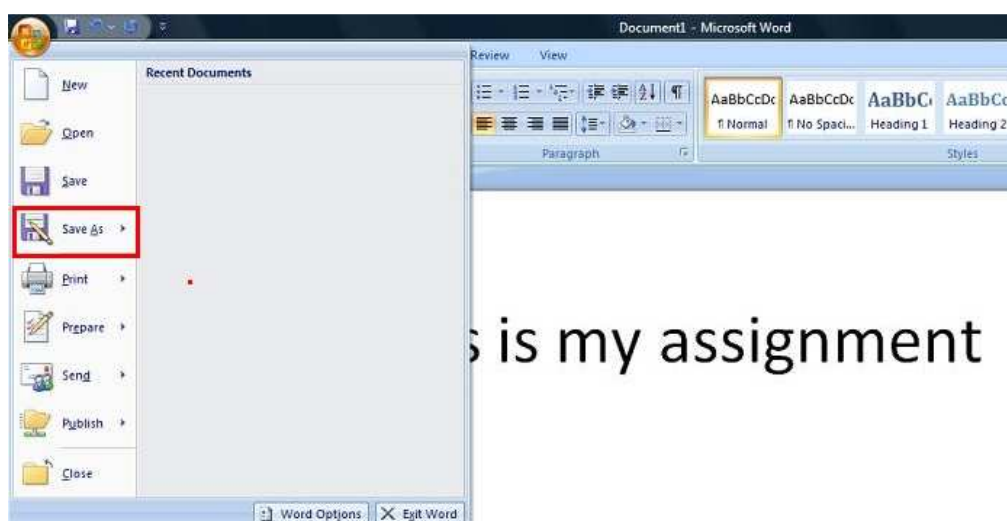 Document1 - Microsoft Word
Review View
New
Open
Save
Save As
Print
Prepare
Send
Publish
Close
Recent Documents
Word Options Exit Word
Paragraph
AaBbCcDc AaBbCcDc AaBbC AaBbCc
¶ Normal ¶ No Spaci... Heading 1 Heading 2
Styles
s is my assignment